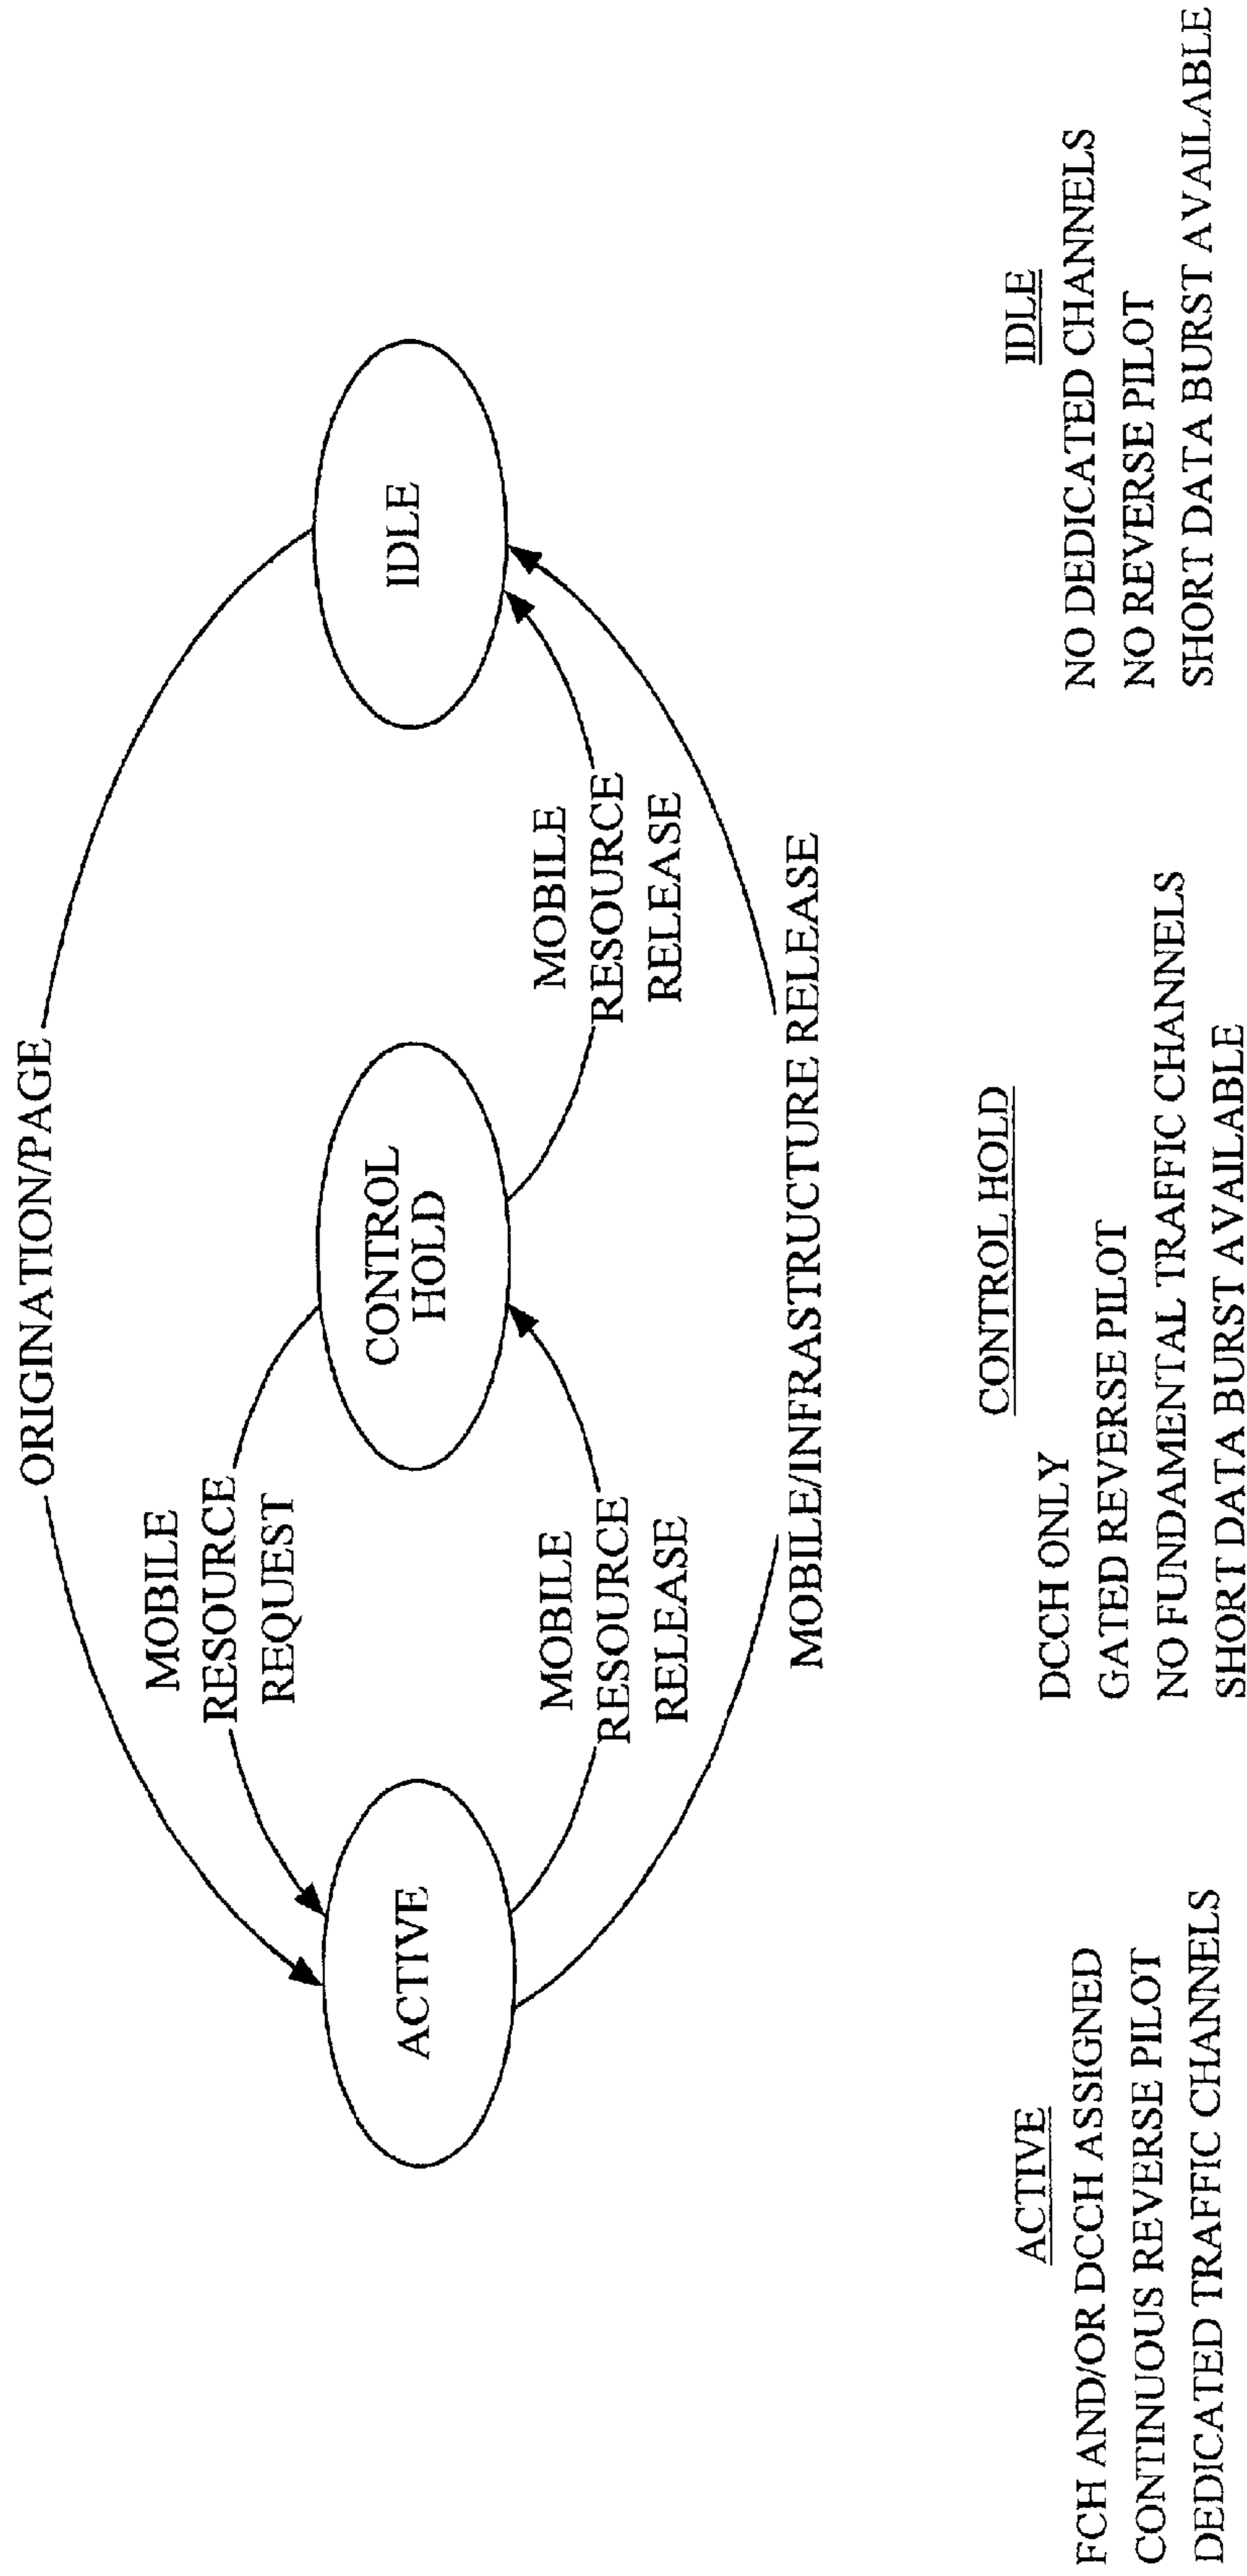 ORIGINATION/PAGE
MOBILE
RESOURCE
REQUEST
ACTIVE
CONTROL
HOLD
IDLE
MOBILE
RESOURCE
RELEASE
MOBILE
RESOURCE
RELEASE
MOBILE/INFRASTRUCTURE RELEASE
ACTIVE
FCH AND/OR DCCH ASSIGNED
CONTINUOUS REVERSE PILOT
DEDICATED TRAFFIC CHANNELS
CONTROL HOLD
DCCH ONLY
GATED REVERSE PILOT
NO FUNDAMENTAL TRAFFIC CHANNELS
SHORT DATA BURST AVAILABLE
IDLE
NO DEDICATED CHANNELS
NO REVERSE PILOT
SHORT DATA BURST AVAILABLE